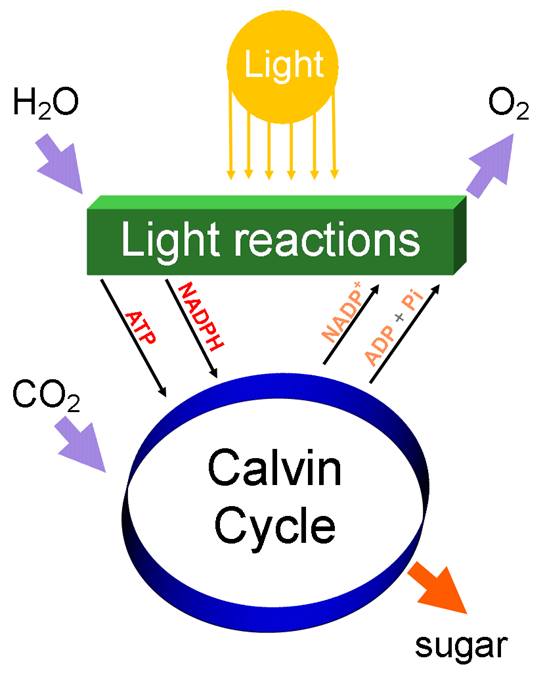 Light
H₂O
O₂
Light reactions
ATP
NADPH
NADP⁺
ADP + Pi
CO₂
Calvin
Cycle
sugar